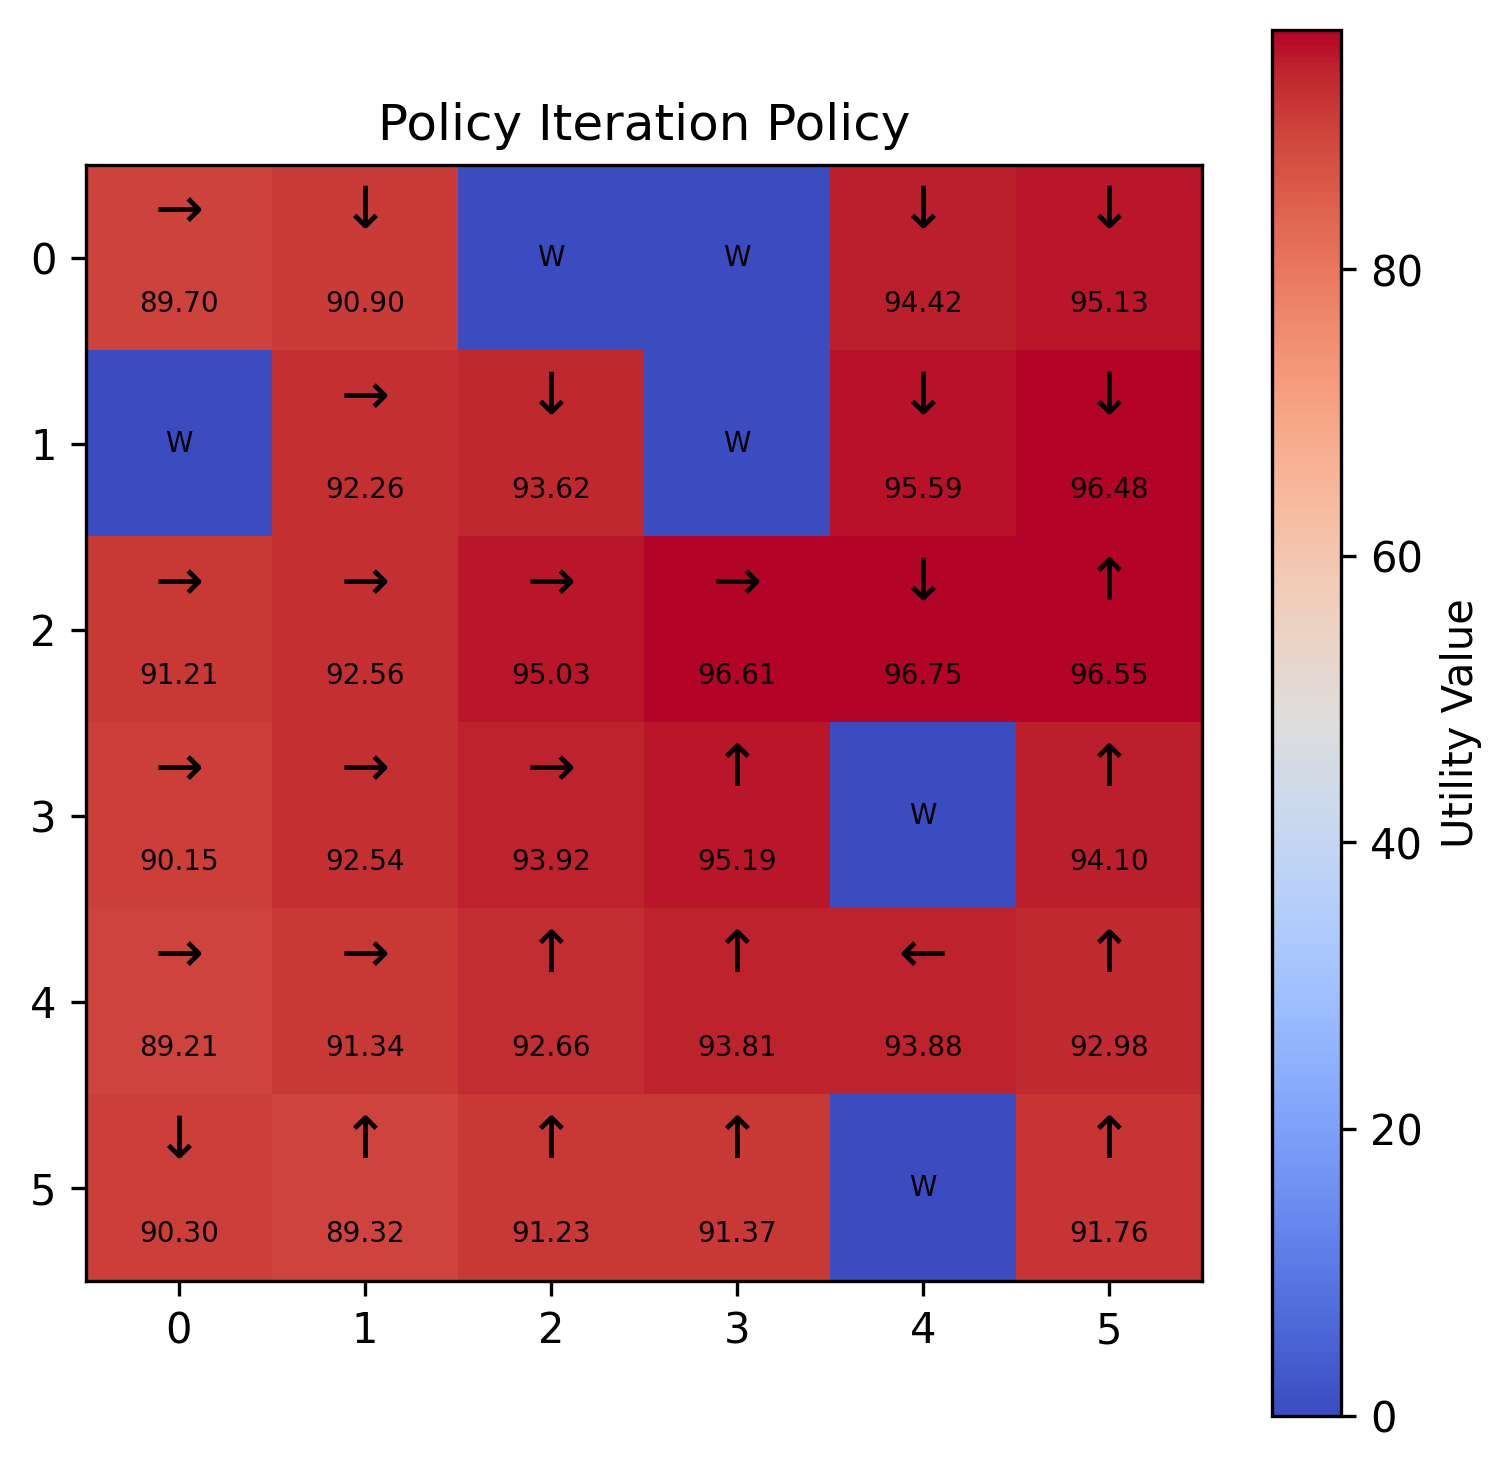 Policy Iteration Policy
→ ↓ ↓ ↓
0 W W
89.70 90.90 94.42 95.13
→ ↓ ↓ ↓
1 W W
92.26 93.62 95.59 96.48
→ → → → ↓ ↑
2
91.21 92.56 95.03 96.61 96.75 96.55
→ → → ↑ ↑
3 W
90.15 92.54 93.92 95.19 94.10
→ → ↑ ↑ ← ↑
4
89.21 91.34 92.66 93.81 93.88 92.98
↓ ↑ ↑ ↑ ↑
5 W
90.30 89.32 91.23 91.37 91.76
0 1 2 3 4 5
80
60
40
20
0
Utility Value